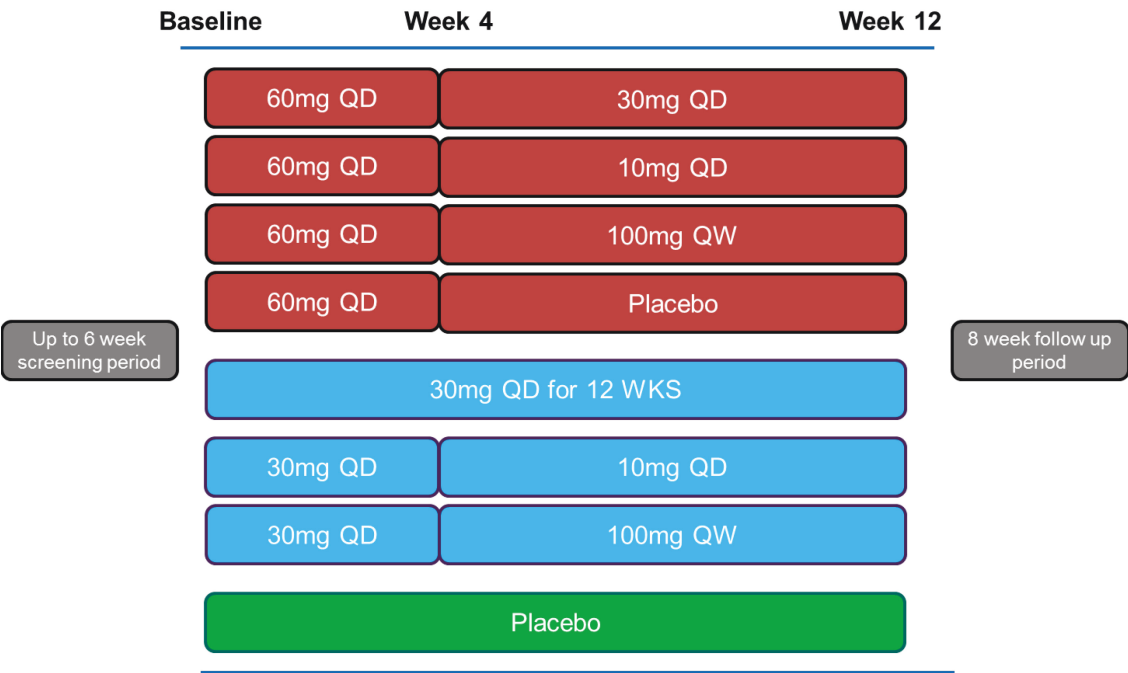 Baseline Week 4 Week 12
60mg QD 30mg QD
60mg QD 10mg QD
60mg QD 100mg QW
60mg QD Placebo
Up to 6 week
screening period
8 week follow up
period
30mg QD for 12 WKS
30mg QD 10mg QD
30mg QD 100mg QW
Placebo